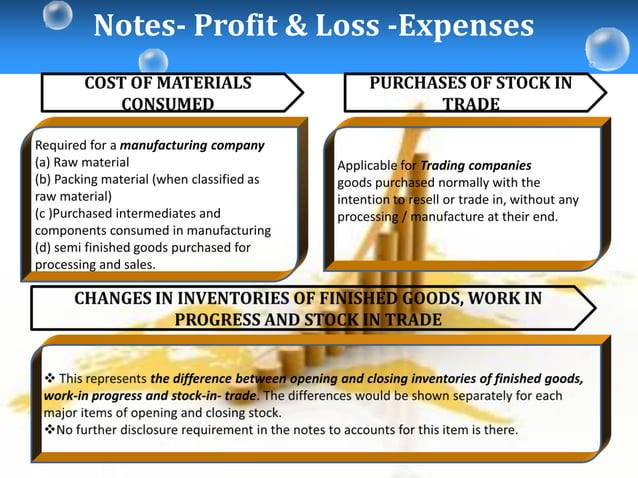 Notes- Profit & Loss -Expenses
COST OF MATERIALS
CONSUMED
PURCHASES OF STOCK IN
TRADE
Required for a manufacturing company
(a) Raw material
(b) Packing material (when classified as
raw material)
(c )Purchased intermediates and
components consumed in manufacturing
(d) semi finished goods purchased for
processing and sales.
Applicable for Trading companies
goods purchased normally with the
intention to resell or trade in, without any
processing / manufacture at their end.
CHANGES IN INVENTORIES OF FINISHED GOODS, WORK IN
PROGRESS AND STOCK IN TRADE
❖ This represents the difference between opening and closing inventories of finished goods,
work-in progress and stock-in- trade. The differences would be shown separately for each
major items of opening and closing stock.
❖No further disclosure requirement in the notes to accounts for this item is there.